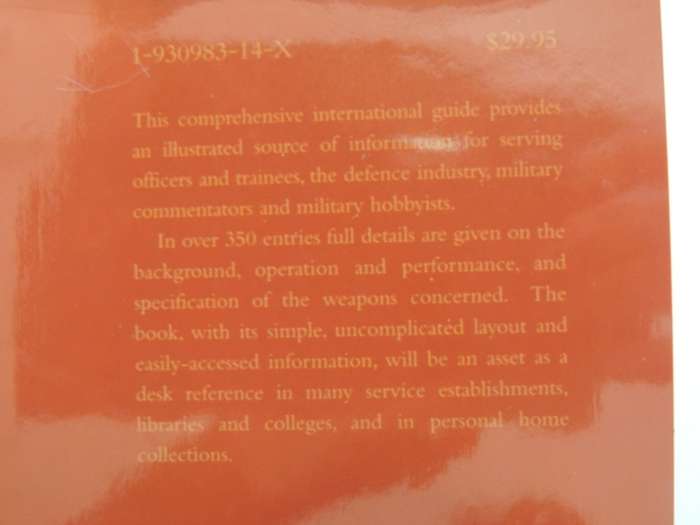 1-930983-14-X
$29.95
This comprehensive international guide provides
an illustrated source of information for serving
officers and trainees, the defence industry, military
commentators and military hobbyists.
In over 350 entries full details are given on the
background, operation and performance, and
specification of the weapons concerned. The
book, with its simple, uncomplicated layout and
easily-accessed information, will be an asset as a
desk reference in many service establishments,
libraries and colleges, and in personal home
collections.